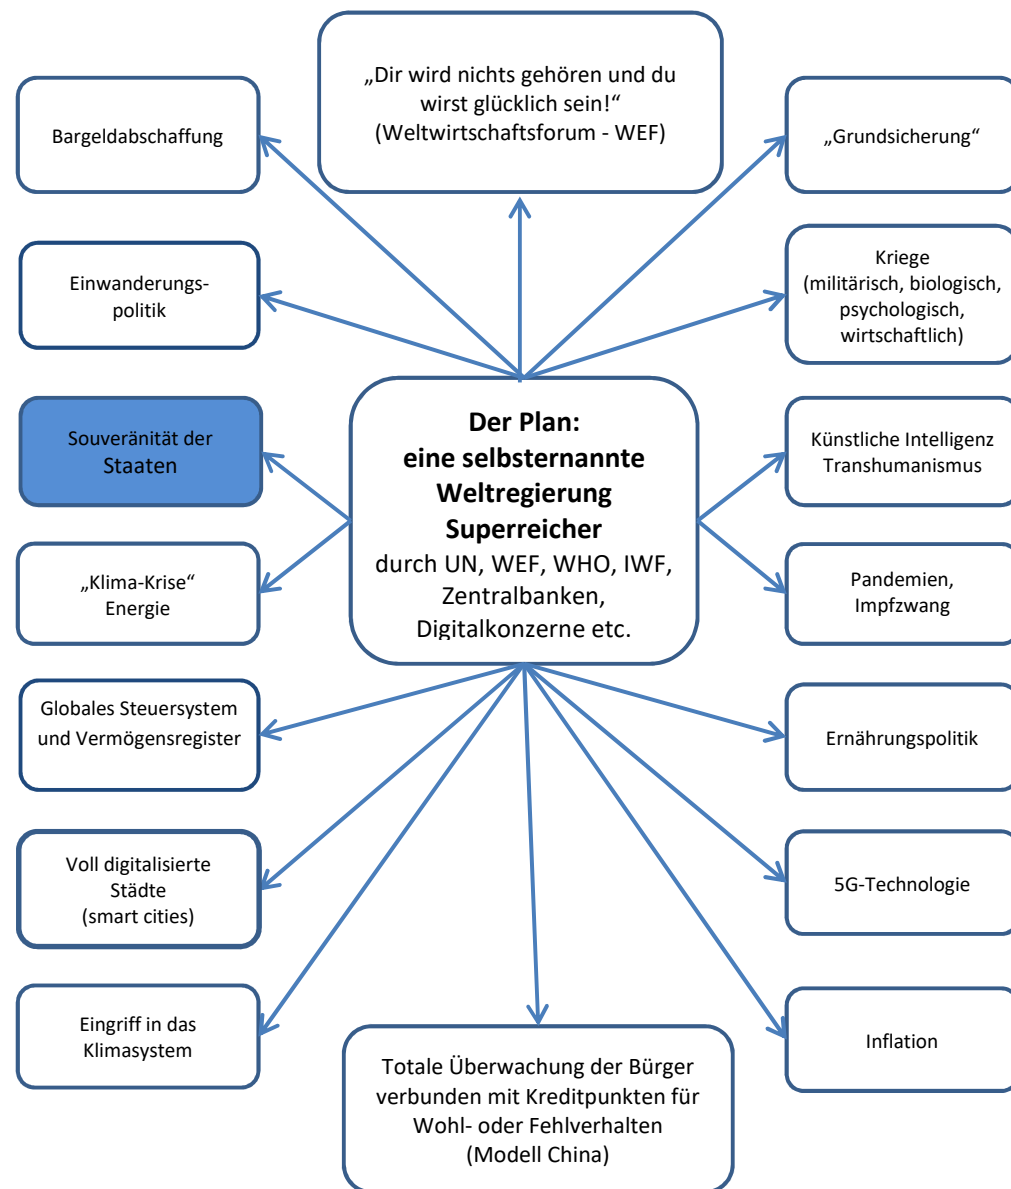 „Dir wird nichts gehören und du
wirst glücklich sein!“
(Weltwirtschaftsforum - WEF)
Bargeldabschaffung
„Grundsicherung“
Einwanderungs-
politik
Kriege
(militärisch, biologisch,
psychologisch,
wirtschaftlich)
Souveränität der
Staaten
Der Plan:
eine selbsternannte
Weltregierung
Superreicher
durch UN, WEF, WHO, IWF,
Zentralbanken,
Digitalkonzerne etc.
Künstliche Intelligenz
Transhumanismus
„Klima-Krise“
Energie
Pandemien,
Impfzwang
Globales Steuersystem
und Vermögensregister
Ernährungspolitik
Voll digitalisierte
Städte
(smart cities)
5G-Technologie
Eingriff in das
Klimasystem
Totale Überwachung der Bürger
verbunden mit Kreditpunkten für
Wohl- oder Fehlverhalten
(Modell China)
Inflation